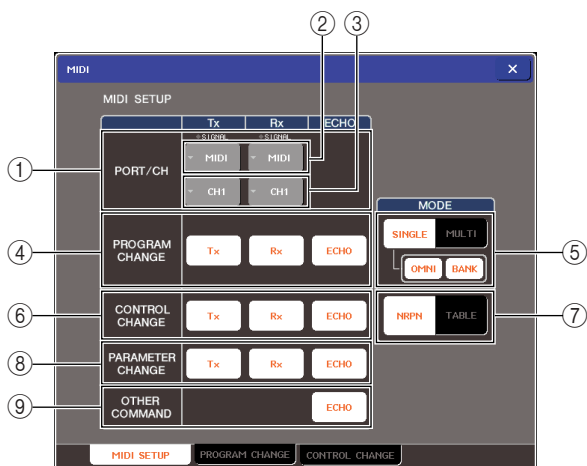 ② ③
MIDI ×
MIDI SETUP
Tx Rx ECHO
SIGNAL SIGNAL
① PORT/CH MIDI MIDI
CH1 CH1
MODE
④ PROGRAM CHANGE Tx Rx ECHO SINGLE MULTI ⑤
OMNI BANK
⑥ CONTROL CHANGE Tx Rx ECHO NRPN TABLE ⑦
⑧ PARAMETER CHANGE Tx Rx ECHO
⑨ OTHER COMMAND ECHO
MIDI SETUP PROGRAM CHANGE CONTROL CHANGE